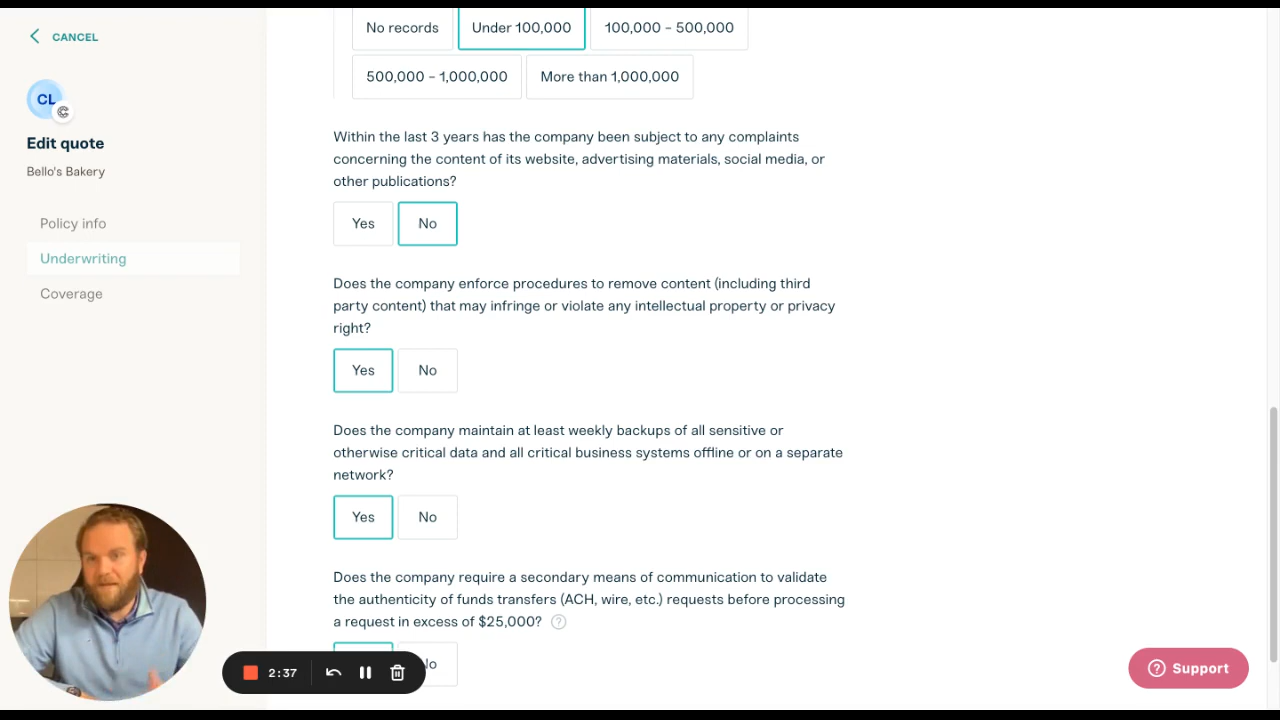 CANCEL
CL
Edit quote
Bello's Bakery
Policy info
Underwriting
Coverage
No records
Under 100,000
100,000 – 500,000
500,000 – 1,000,000
More than 1,000,000
Within the last 3 years has the company been subject to any complaints
concerning the content of its website, advertising materials, social media, or
other publications?
Yes
No
Does the company enforce procedures to remove content (including third
party content) that may infringe or violate any intellectual property or privacy
right?
Yes
No
Does the company maintain at least weekly backups of all sensitive or
otherwise critical data and all critical business systems offline or on a separate
network?
Yes
No
Does the company require a secondary means of communication to validate
the authenticity of funds transfers (ACH, wire, etc.) requests before processing
a request in excess of $25,000? ?
No
2:37
? Support